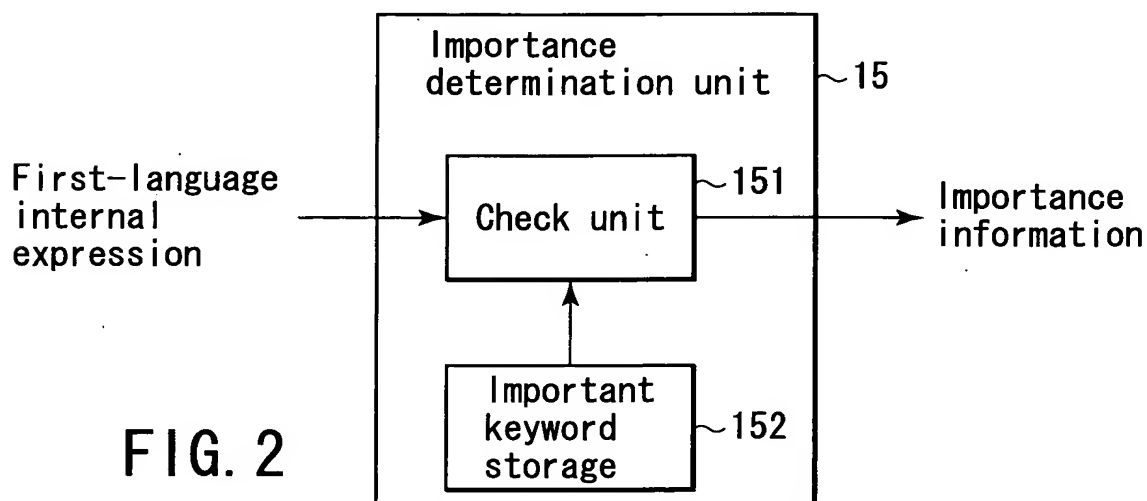 Importance
determination unit
15
First-language
internal
expression
Check unit
151
Importance
information
Important
keyword
storage
152
FIG. 2